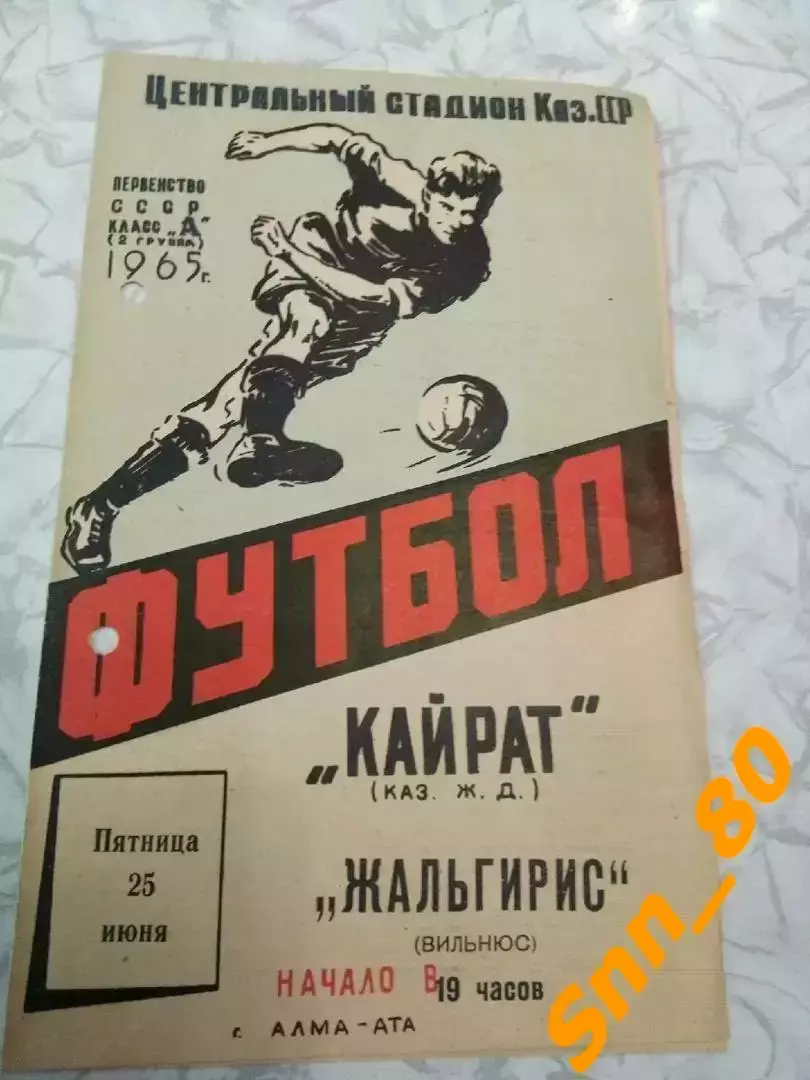 ЦЕНТРАЛЬНЫЙ СТАДИОН КАЗ.ССР
ПЕРВЕНСТВО
СССР
КЛАСС „А"
(2 ГРУППА)
1965 г.
ФУТБОЛ
„КАЙРАТ"
(КАЗ. Ж. Д.)
„ЖАЛЬГИРИС"
(ВИЛЬНЮС)
Пятница
25
июня
НАЧАЛО В 19 часов
г. АЛМА-АТА
Snn_80